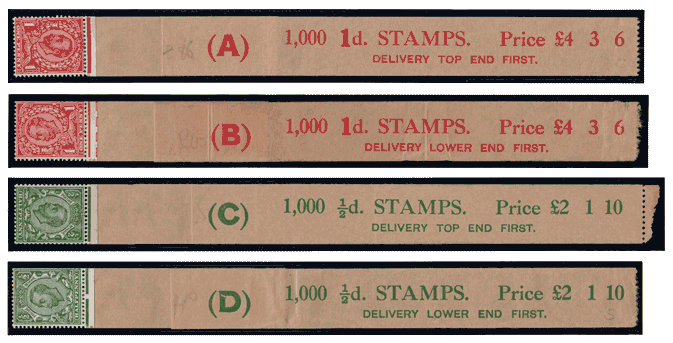 (A) 1,000 1d. STAMPS. Price £4 3 6
DELIVERY TOP END FIRST.
(B) 1,000 1d. STAMPS. Price £4 3 6
DELIVERY LOWER END FIRST.
(C) 1,000 ½d. STAMPS. Price £2 1 10
DELIVERY TOP END FIRST.
(D) 1,000 ½d. STAMPS. Price £2 1 10
DELIVERY LOWER END FIRST.